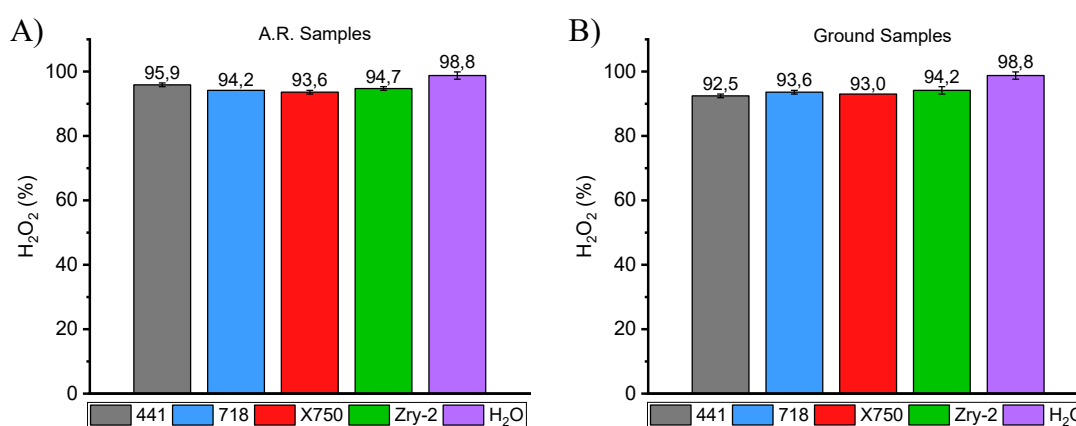 A)
A.R. Samples
H₂O₂ (%)
100
80
60
40
20
0
95,9
94,2
93,6
94,7
98,8
441 718 X750 Zry-2 H₂O
B)
Ground Samples
H₂O₂ (%)
100
80
60
40
20
0
92,5
93,6
93,0
94,2
98,8
441 718 X750 Zry-2 H₂O